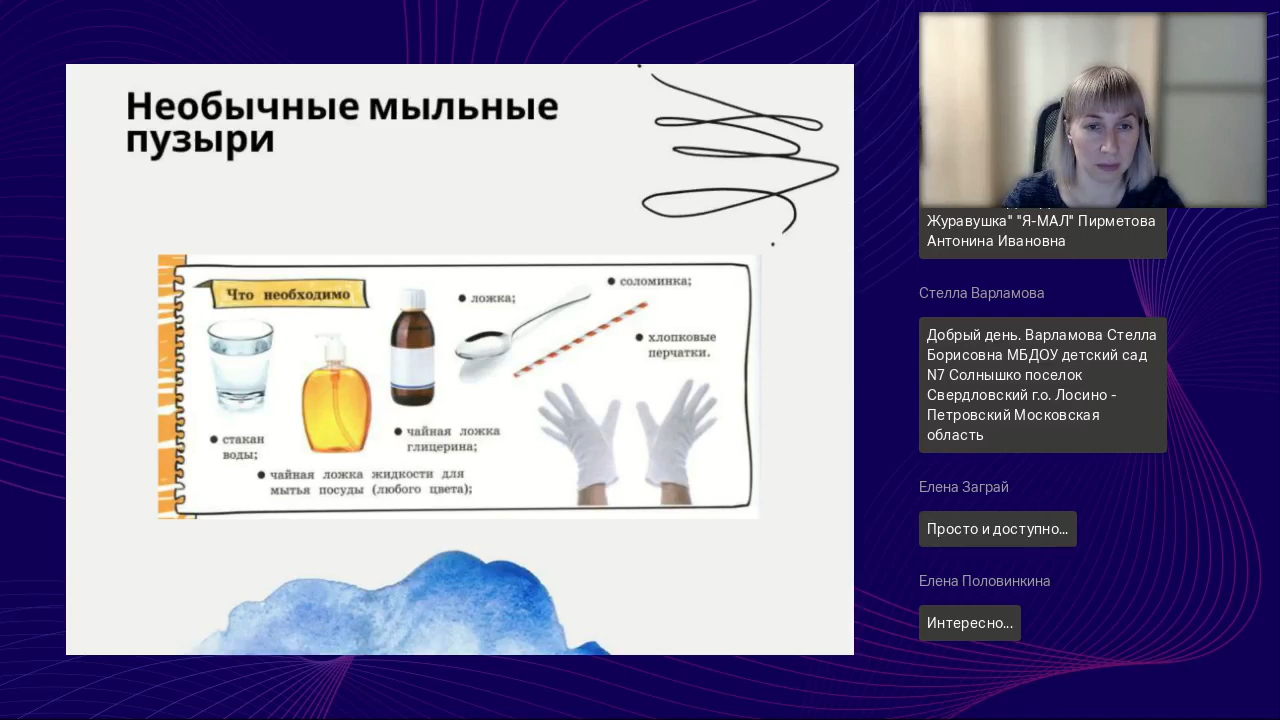 Необычные мыльные
пузыри
Что необходимо
• ложка;
• соломинка;
• хлопковые
перчатки.
• стакан
воды;
• чайная ложка
глицерина;
• чайная ложка жидкости для
мытья посуды (любого цвета);
Журавушка" "Я-МАЛ" Пирметова
Антонина Ивановна
Стелла Варламова
Добрый день. Варламова Стелла
Борисовна МБДОУ детский сад
N7 Солнышко поселок
Свердловский г.о. Лосино -
Петровский Московская
область
Елена Заграй
Просто и доступно...
Елена Половинкина
Интересно...